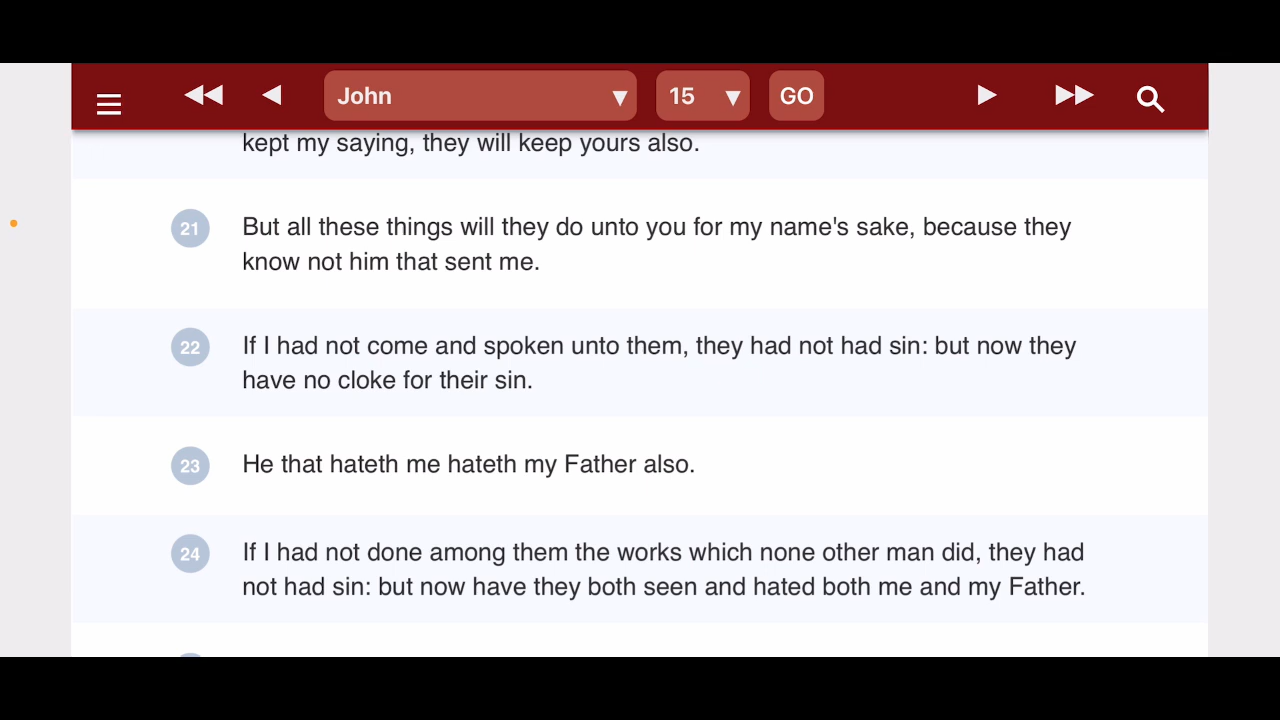 John 15 GO
kept my saying, they will keep yours also.
21 But all these things will they do unto you for my name's sake, because they
know not him that sent me.
22 If I had not come and spoken unto them, they had not had sin: but now they
have no cloke for their sin.
23 He that hateth me hateth my Father also.
24 If I had not done among them the works which none other man did, they had
not had sin: but now have they both seen and hated both me and my Father.